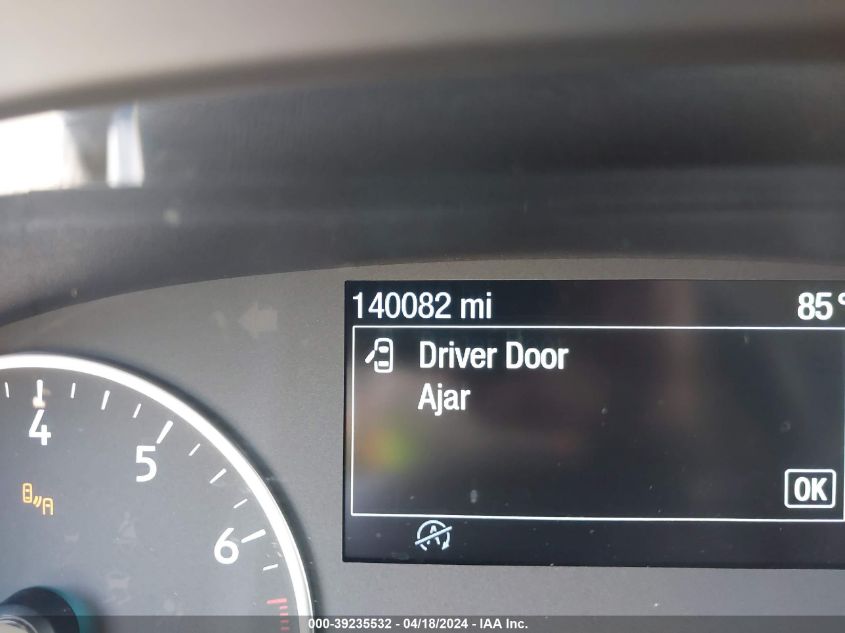 140082 mi 85°
Driver Door
Ajar
OK
4
5
6
A
000-39235532 - 04/18/2024 - IAA Inc.